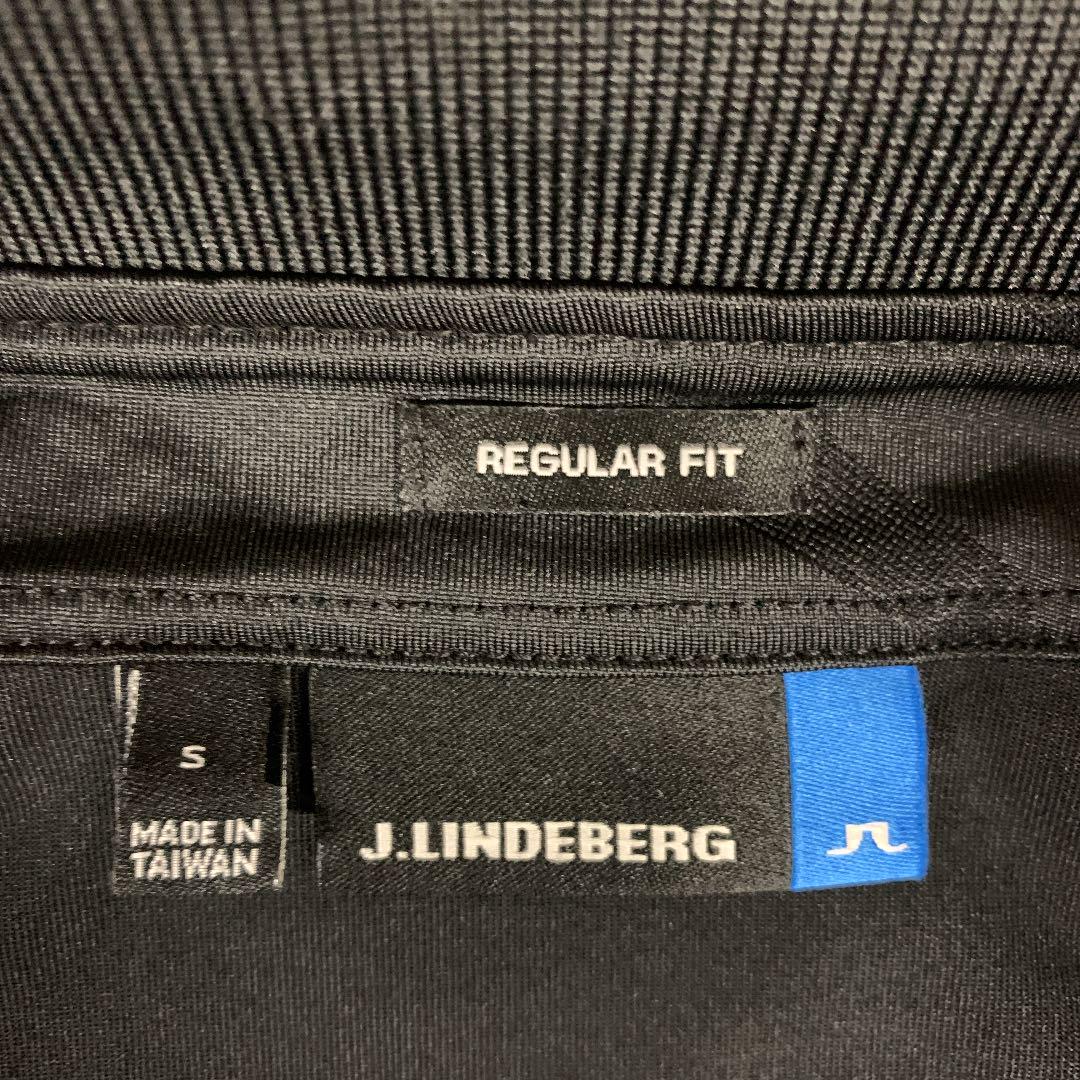 REGULAR FIT
S
MADE IN
TAIWAN
J.LINDEBERG